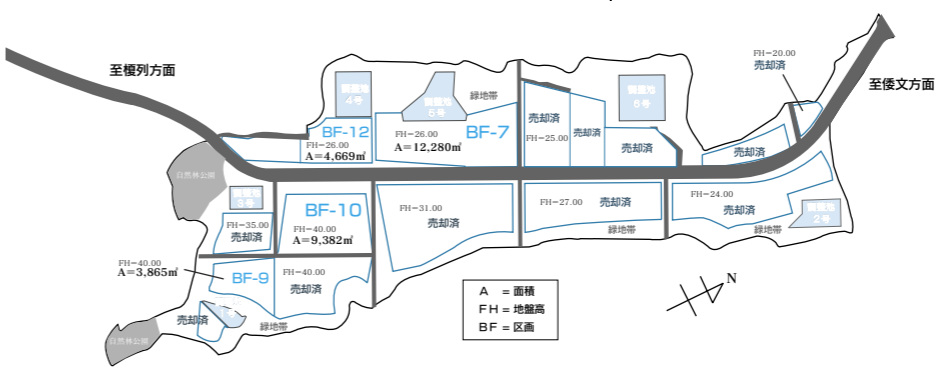 FH=20.00
売却済
至倭文方面
至榎列方面
調整池
4号
調整池
5号
緑地帯
調整池
6号
BF-12
FH=26.00
A=4,669㎡
FH=26.00
BF-7
A=12,280㎡
売却済
FH=25.00
売却済
売却済
売却済
自然林公園
調整池
3号
FH=35.00
売却済
BF-10
FH=40.00
A=9,382㎡
FH=31.00
売却済
FH=27.00
売却済
緑地帯
FH=24.00
売却済
調整池
2号
緑地帯
FH=40.00
A=3,865㎡
BF-9
FH=40.00
売却済
売却済
緑地帯
自然林公園
A = 面積
FH = 地盤高
BF = 区画
N